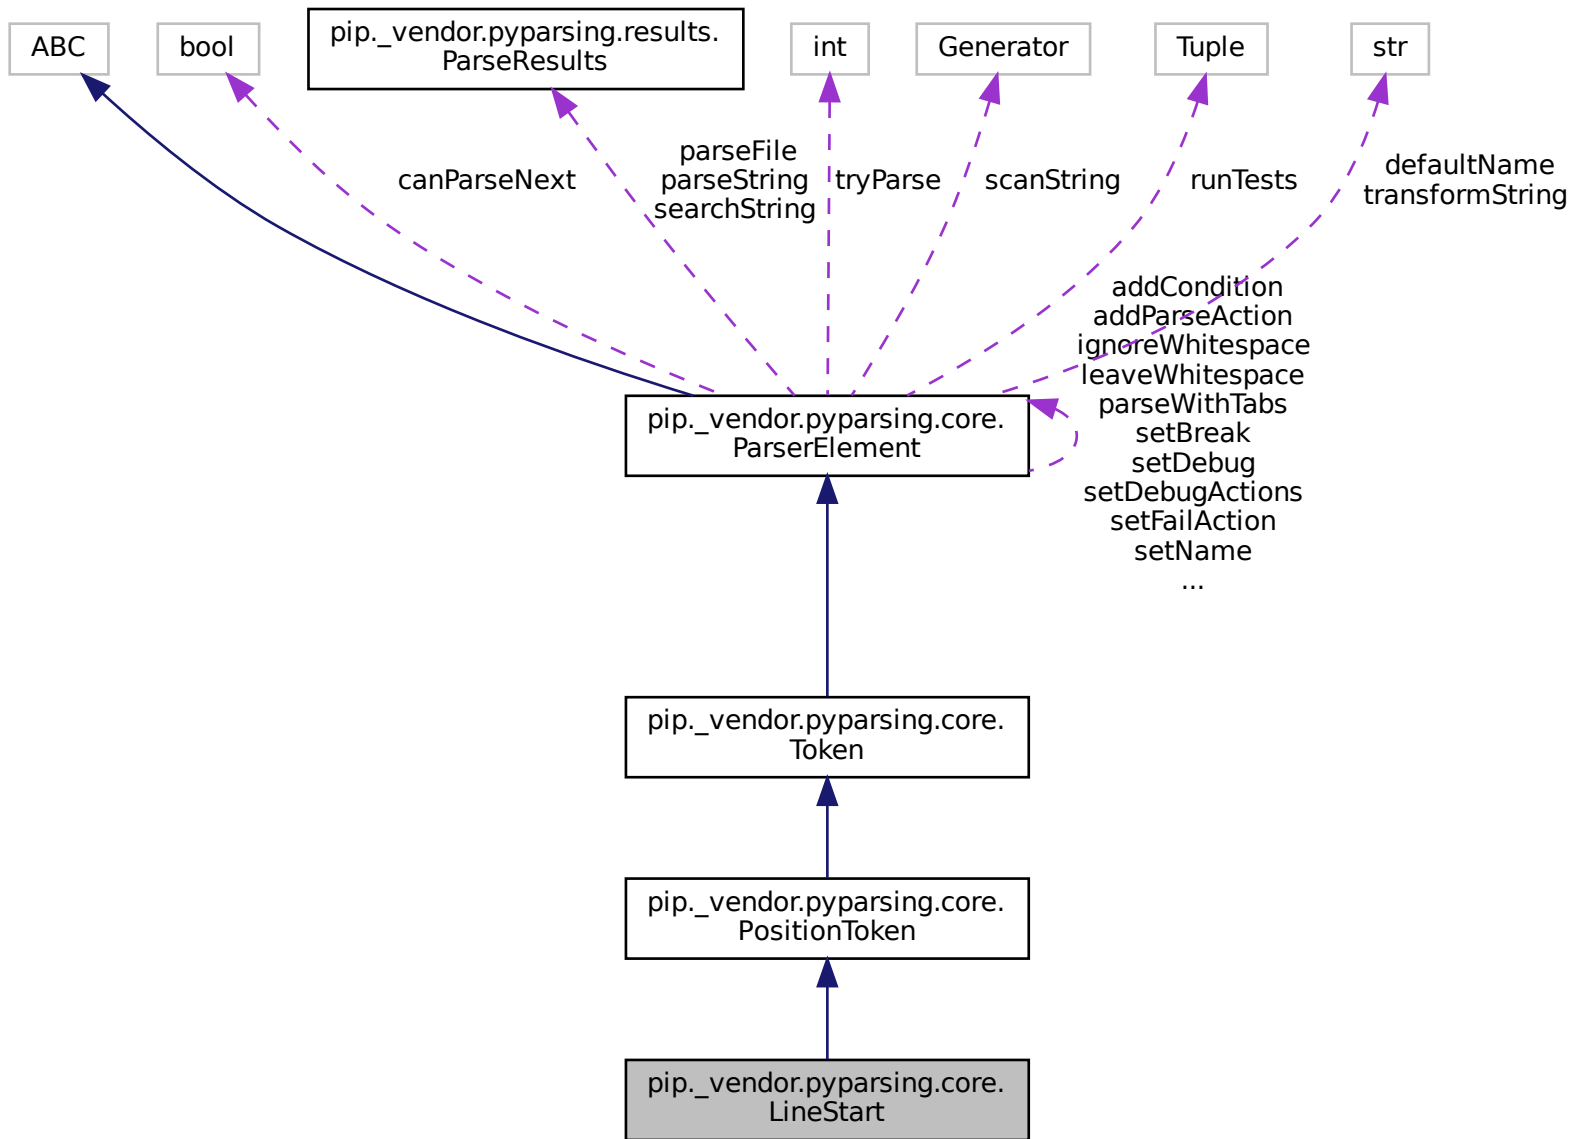 ABC
bool
pip._vendor.pyparsing.results.
ParseResults
int
Generator
Tuple
str
canParseNext
parseFile
parseString
searchString
tryParse
scanString
runTests
defaultName
transformString
addCondition
addParseAction
ignoreWhitespace
leaveWhitespace
parseWithTabs
setBreak
setDebug
setDebugActions
setFailAction
setName
...
pip._vendor.pyparsing.core.
ParserElement
pip._vendor.pyparsing.core.
Token
pip._vendor.pyparsing.core.
PositionToken
pip._vendor.pyparsing.core.
LineStart